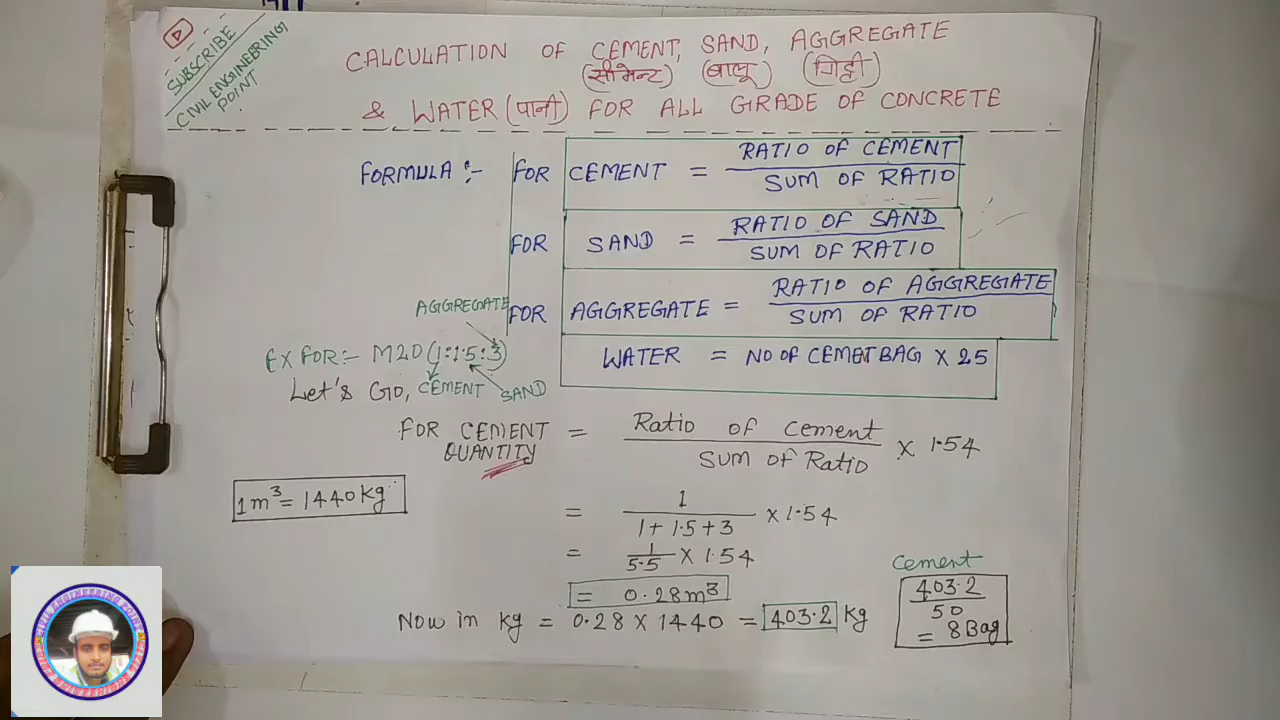 SUBSCRIBE
CIVIL ENGINEERING
POINT
CALCULATION OF CEMENT, SAND, AGGREGATE
(सीमेन्ट) (बालू) (गिट्टी)
& WATER (पानी) FOR ALL GRADE OF CONCRETE
FORMULA :- FOR CEMENT = RATIO OF CEMENT
SUM OF RATIO
FOR SAND = RATIO OF SAND
SUM OF RATIO
FOR AGGREGATE = RATIO OF AGGREGATE
SUM OF RATIO
WATER = NO OF CEMET BAG X 25
AGGREGATE
EX FOR:- M20 (1:1.5:3)
Let's GO, CEMENT SAND
FOR CEMENT = Ratio of cement X 1.54
QUANTITY SUM OF Ratio
1m³ = 1440 kg
= 1 X 1.54
1 + 1.5 + 3
= 1 X 1.54
5.5
= 0.28 m³
Now in kg = 0.28 X 1440 = 403.2 kg
Cement
403.2
50
= 8 Bag
CIVIL ENGINEERING POINT